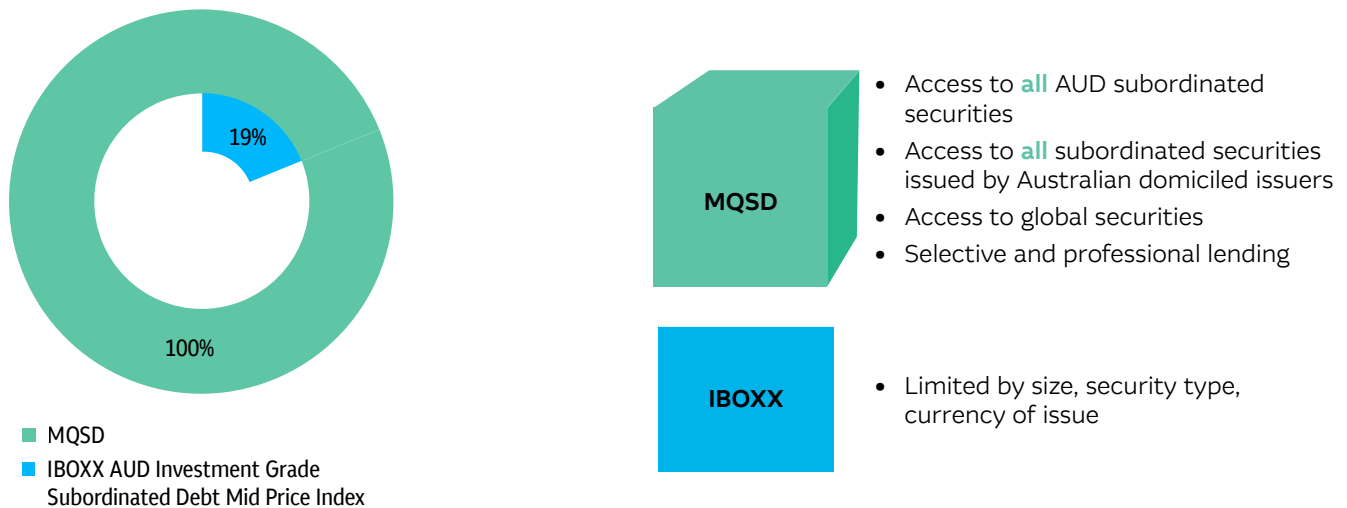 19%
100%
MQSD
IBOXX AUD Investment Grade
Subordinated Debt Mid Price Index
MQSD
• Access to all AUD subordinated
securities
• Access to all subordinated securities
issued by Australian domiciled issuers
• Access to global securities
• Selective and professional lending
IBOXX
• Limited by size, security type,
currency of issue